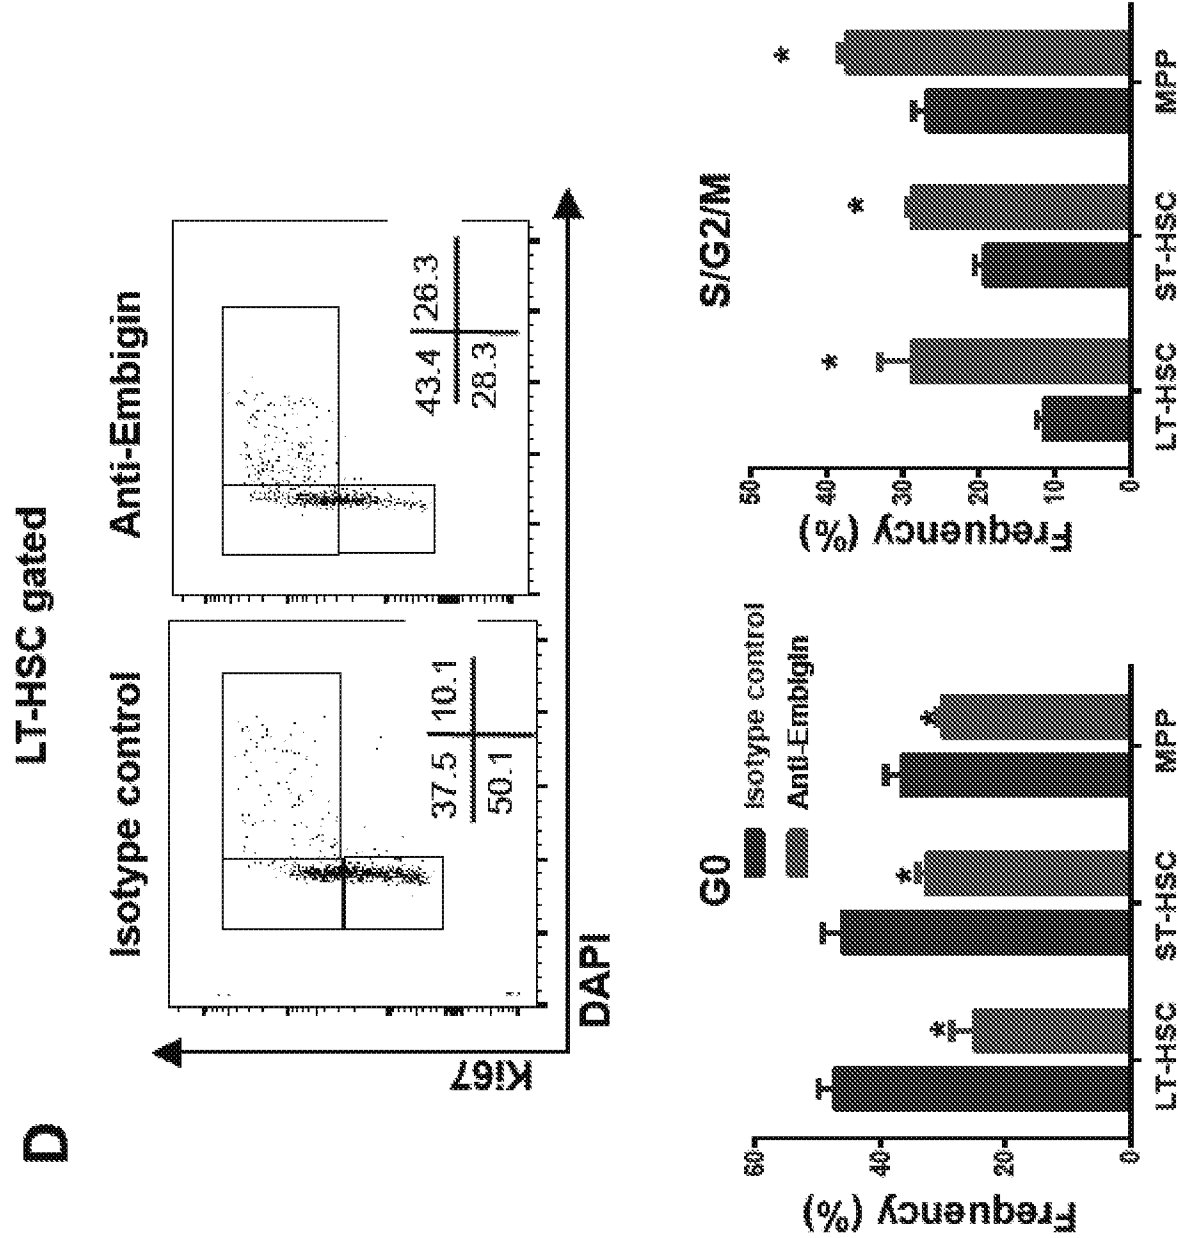 D
LT-HSC gated
Isotype control
Anti-Embigin
Ki67
37.5 10.1
50.1
43.4 26.3
28.3
DAPI
G0
Isotype control
Anti-Embigin
Frequency (%)
60
40
20
0
LT-HSC ST-HSC MPP
* * *
S/G2/M
Frequency (%)
50
40
30
20
10
0
LT-HSC ST-HSC MPP
* * *